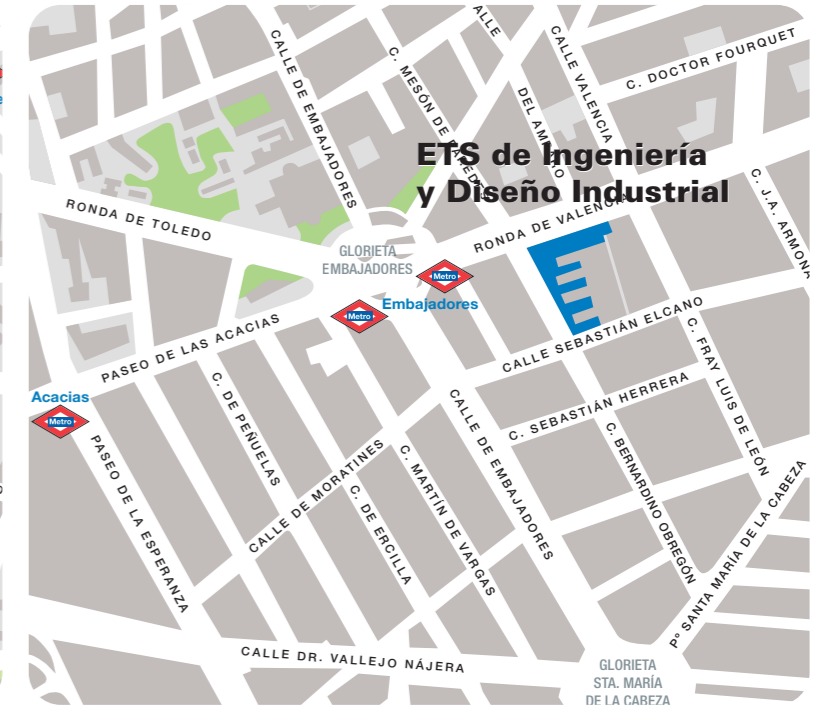 CALLE
CALLE VALENCIA
C. DOCTOR FOURQUET
CALLE DE EMBAJADORES
C. MESÓN DE PAREDES
DEL AMPARO
ETS de Ingeniería
y Diseño Industrial
C. J.A. ARMONA
RONDA DE TOLEDO
RONDA DE VALENCIA
GLORIETA
EMBAJADORES
Metro
Embajadores
Metro
CALLE SEBASTIÁN ELCANO
PASEO DE LAS ACACIAS
C. FRAY LUIS DE LEÓN
Acacias
Metro
C. DE PEÑUELAS
C. SEBASTIÁN HERRERA
CALLE DE EMBAJADORES
PASEO DE LA ESPERANZA
CALLE DE MORATINES
C. MARTÍN DE VARGAS
C. BERNARDINO OBREGÓN
C. DE ERCILLA
Pº SANTA MARÍA DE LA CABEZA
CALLE DR. VALLEJO NÁJERA
GLORIETA
STA. MARÍA
DE LA CABEZA